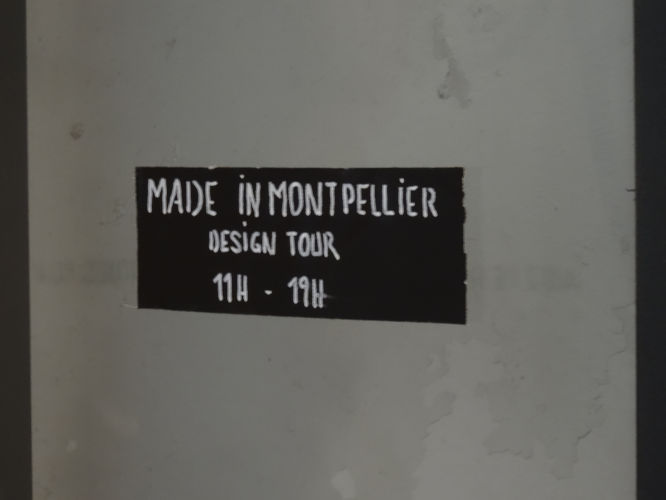 MADE iN MONTPELLiER
DESiGN TOUR
11H - 19H